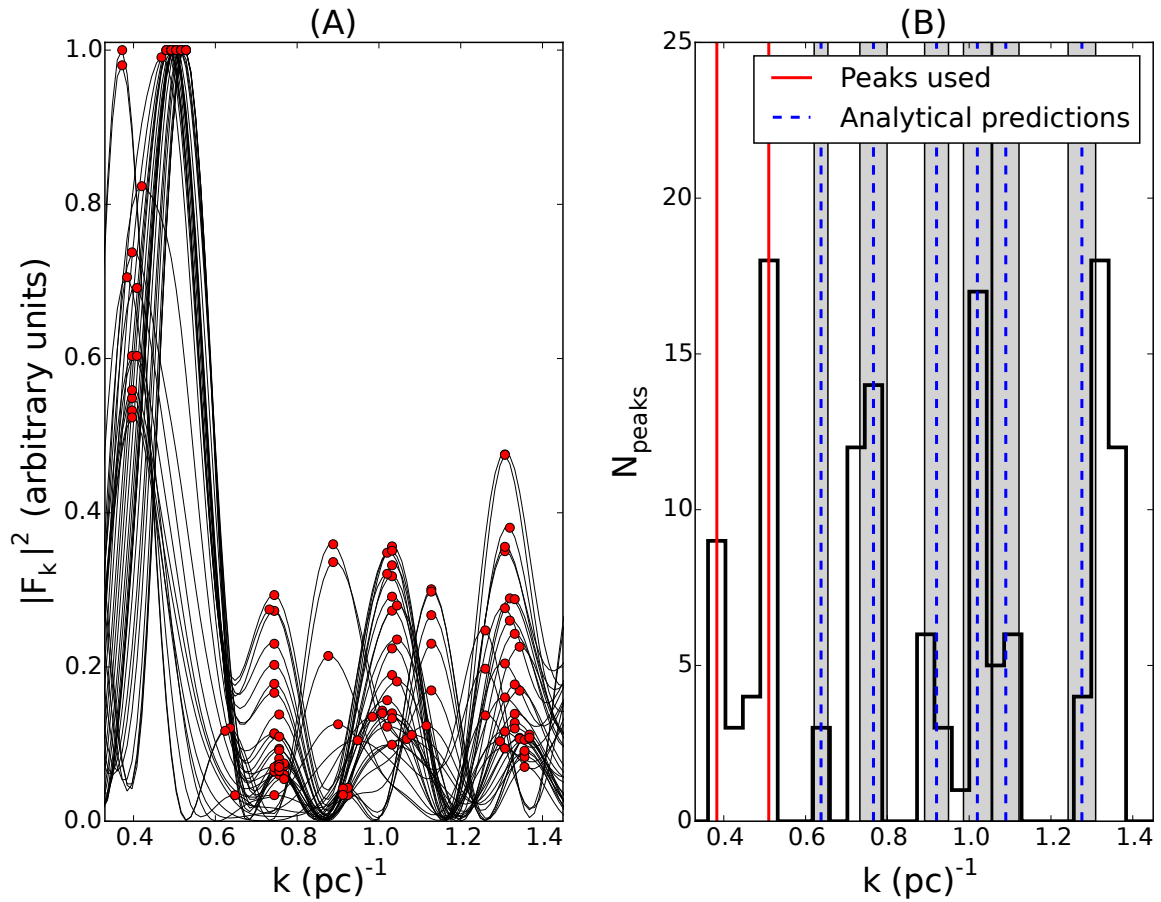 (A)
(B)
|F_k|^2 (arbitrary units)
1.0
0.8
0.6
0.4
0.2
0.0
0.4 0.6 0.8 1.0 1.2 1.4
k (pc)^-1
N_peaks
25
20
15
10
5
0
0.4 0.6 0.8 1.0 1.2 1.4
k (pc)^-1
Peaks used
Analytical predictions